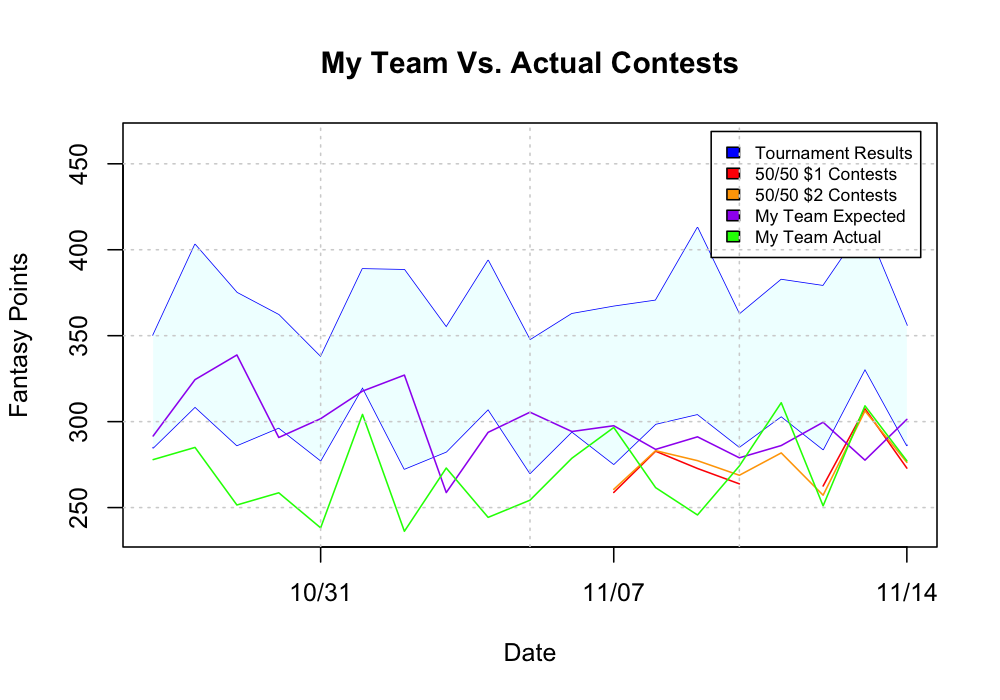 My Team Vs. Actual Contests
450
400
350
300
250
Fantasy Points
Tournament Results
50/50 $1 Contests
50/50 $2 Contests
My Team Expected
My Team Actual
10/31
11/07
11/14
Date